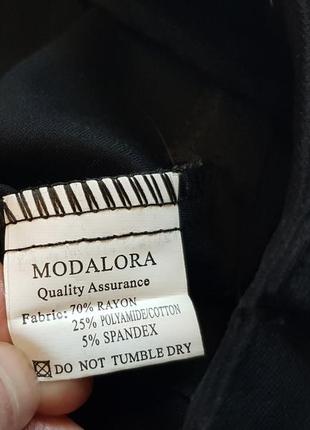 MODALORA
Quality Assurance
Fabric: 70% RAYON
25% POLYAMIDE/COTTON
5% SPANDEX
DO NOT TUMBLE DRY